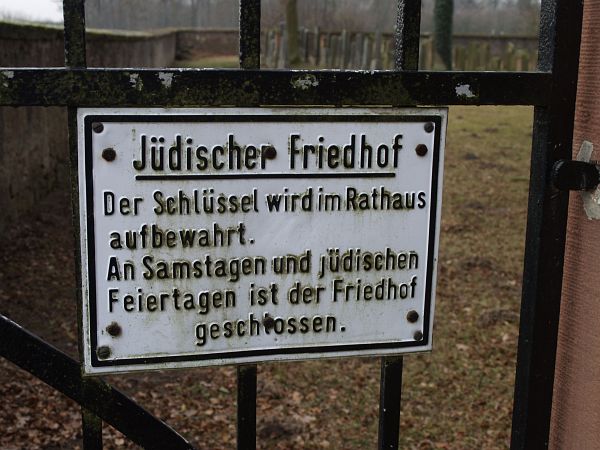 Jüdischer Friedhof
Der Schlüssel wird im Rathaus
aufbewahrt.
An Samstagen und jüdischen
Feiertagen ist der Friedhof
geschlossen.